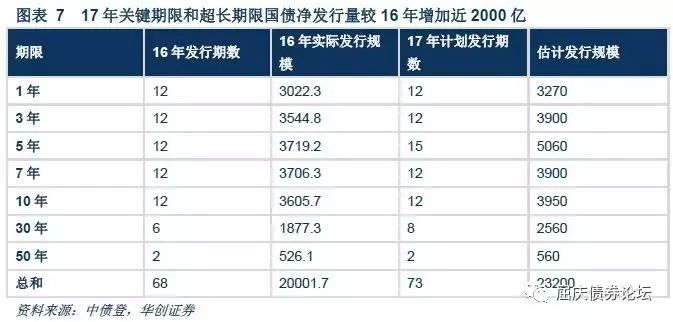 图表 7 17 年关键期限和超长期限国债净发行量较 16 年增加近 2000 亿
期限 16 年发行期数 16 年实际发行规模 17 年计划发行期数 估计发行规模
1 年 12 3022.3 12 3270
3 年 12 3544.8 12 3900
5 年 12 3719.2 15 5060
7 年 12 3706.3 12 3900
10 年 12 3605.7 12 3950
30 年 6 1877.3 8 2560
50 年 2 526.1 2 560
总和 68 20001.7 73 23200
资料来源：中债登，华创证券
屈庆债券论坛